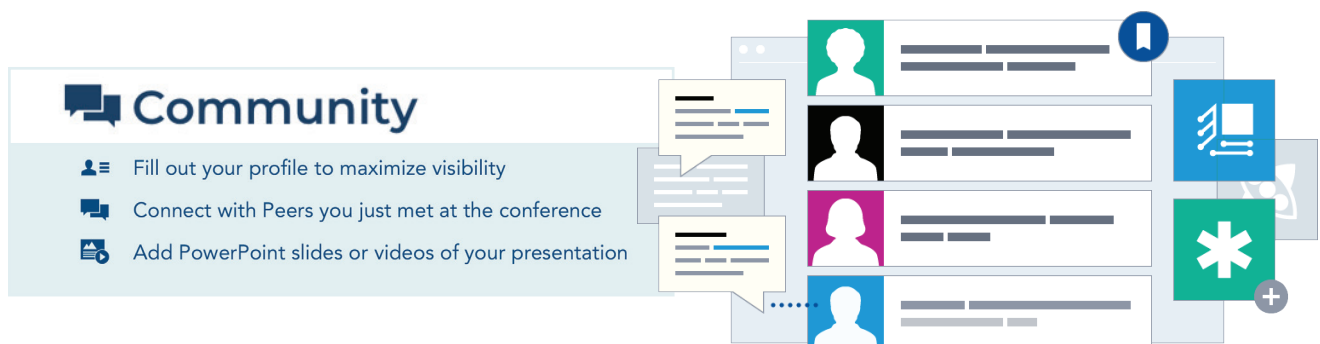 Community
Fill out your profile to maximize visibility
Connect with Peers you just met at the conference
Add PowerPoint slides or videos of your presentation